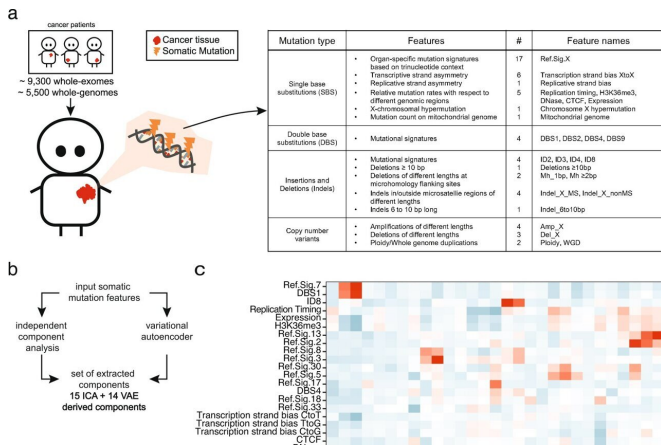 a
cancer patients
Cancer tissue
Somatic Mutation
~ 9,300 whole-exomes
~ 5,500 whole-genomes
Mutation type Features # Feature names
Single base substitutions (SBS)
• Organ-specific mutation signatures based on trinucleotide context 17 Ref.Sig.X
• Transcriptive strand asymmetry 6 Transcription strand bias XtoX
• Replicative strand asymmetry 1 Replicative strand bias
• Relative mutation rates with respect to different genomic regions 5 Replication timing, H3K36me3, DNase, CTCF, Expression
• X-chromosomal hypermutation 1 Chromosome X hypermutation
• Mutation count on mitochondrial genome 1 Mitochondrial genome
Double base substitutions (DBS)
• Mutational signatures 4 DBS1, DBS2, DBS4, DBS9
Insertions and Deletions (Indels)
• Mutational signatures 4 ID2, ID3, ID4, ID8
• Deletions ≥ 10 bp 1 Deletions ≥10bp
• Deletions of different lengths at microhomology flanking sites 2 Mh_1bp, Mh ≥2bp
• Indels in/outside microsatellite regions of different lengths 4 Indel_X_MS, Indel_X_nonMS
• Indels 6 to 10 bp long 1 Indel_6to10bp
Copy number variants
• Amplifications of different lengths 4 Amp_X
• Deletions of different lengths 3 Del_X
• Ploidy/Whole genome duplications 2 Ploidy, WGD
b
input somatic
mutation features
independent
component
analysis
variational
autoencoder
set of extracted
components
15 ICA + 14 VAE
derived components
c
Ref.Sig.7
DBS1
ID8
Replication Timing
Expression
H3K36me3
Ref.Sig.13
Ref.Sig.2
Ref.Sig.8
Ref.Sig.3
Ref.Sig.30
Ref.Sig.5
Ref.Sig.17
DBS4
Ref.Sig.18
Ref.Sig.33
Transcription strand bias CtoT
Transcription strand bias TtoG
Transcription strand bias CtoG
CTCF